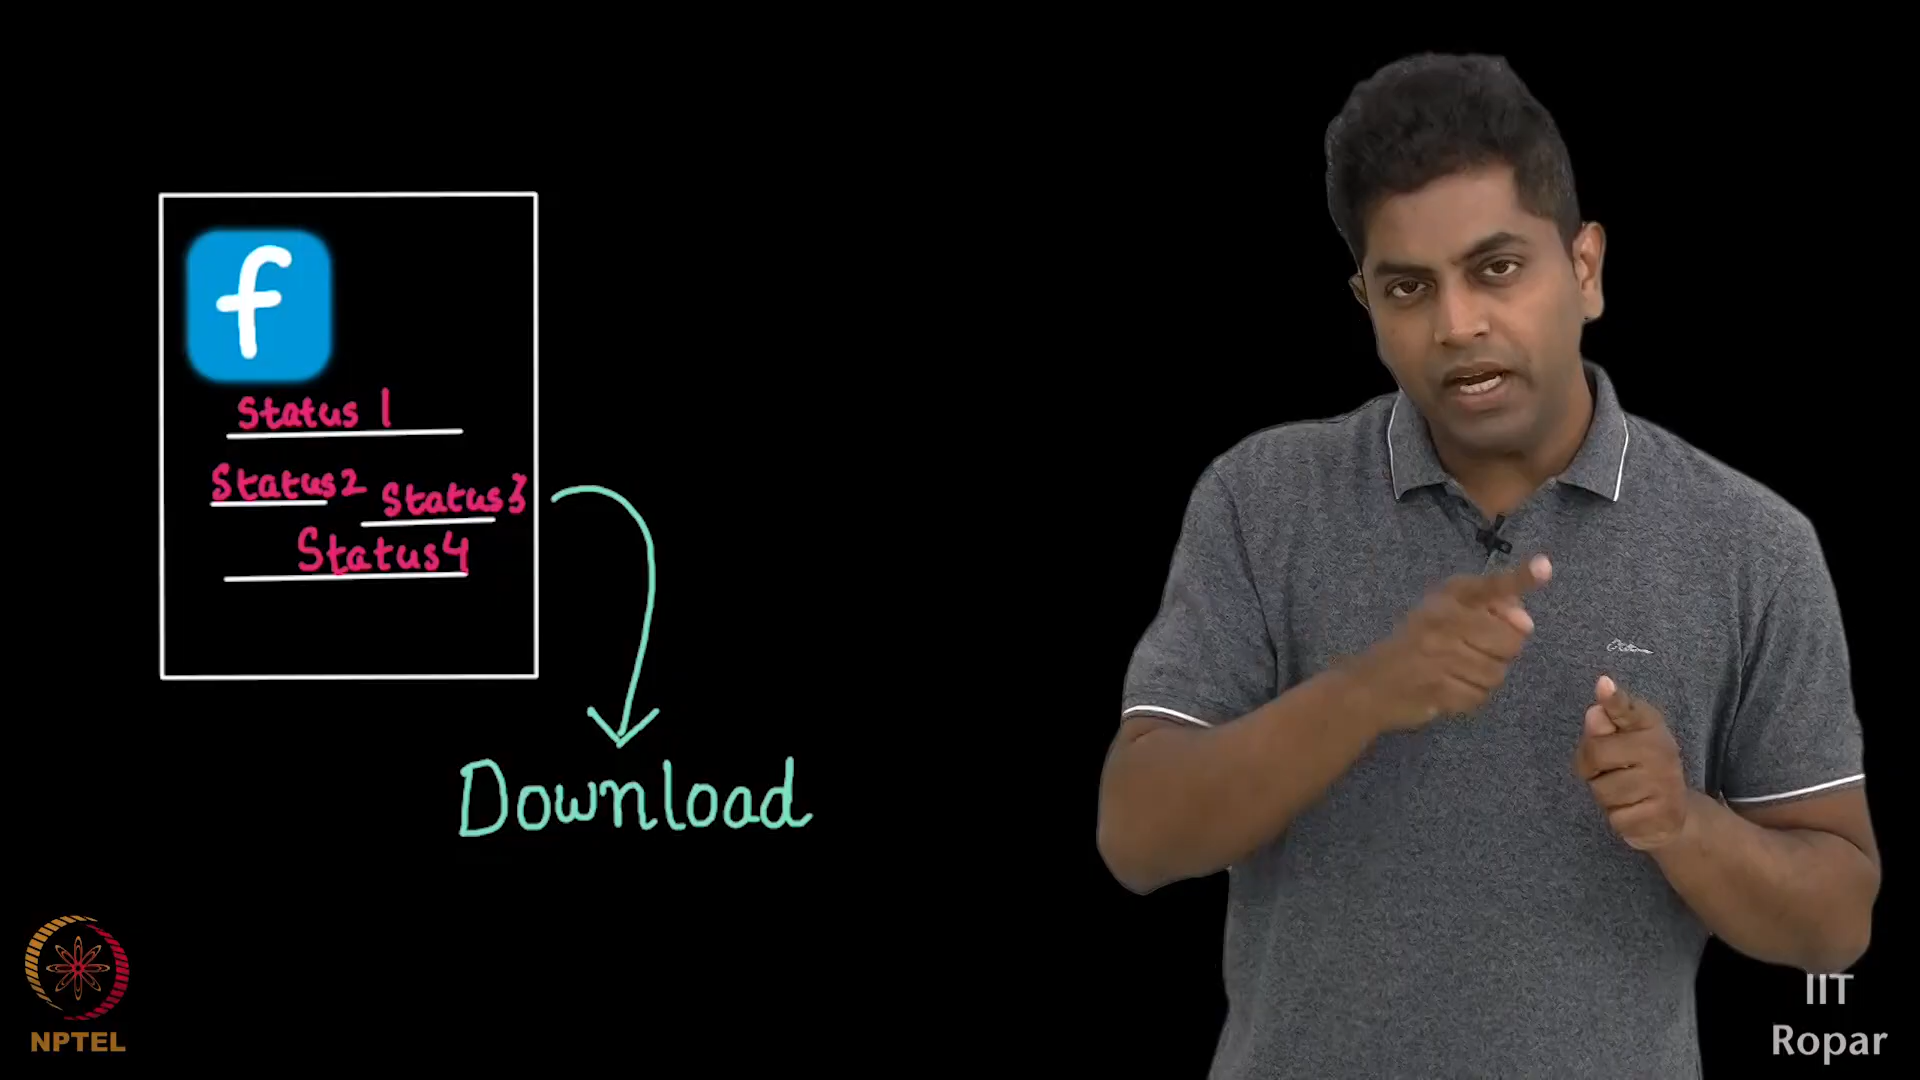 f
Status 1
Status2
Status3
Status4
Download
NPTEL
IIT
Ropar